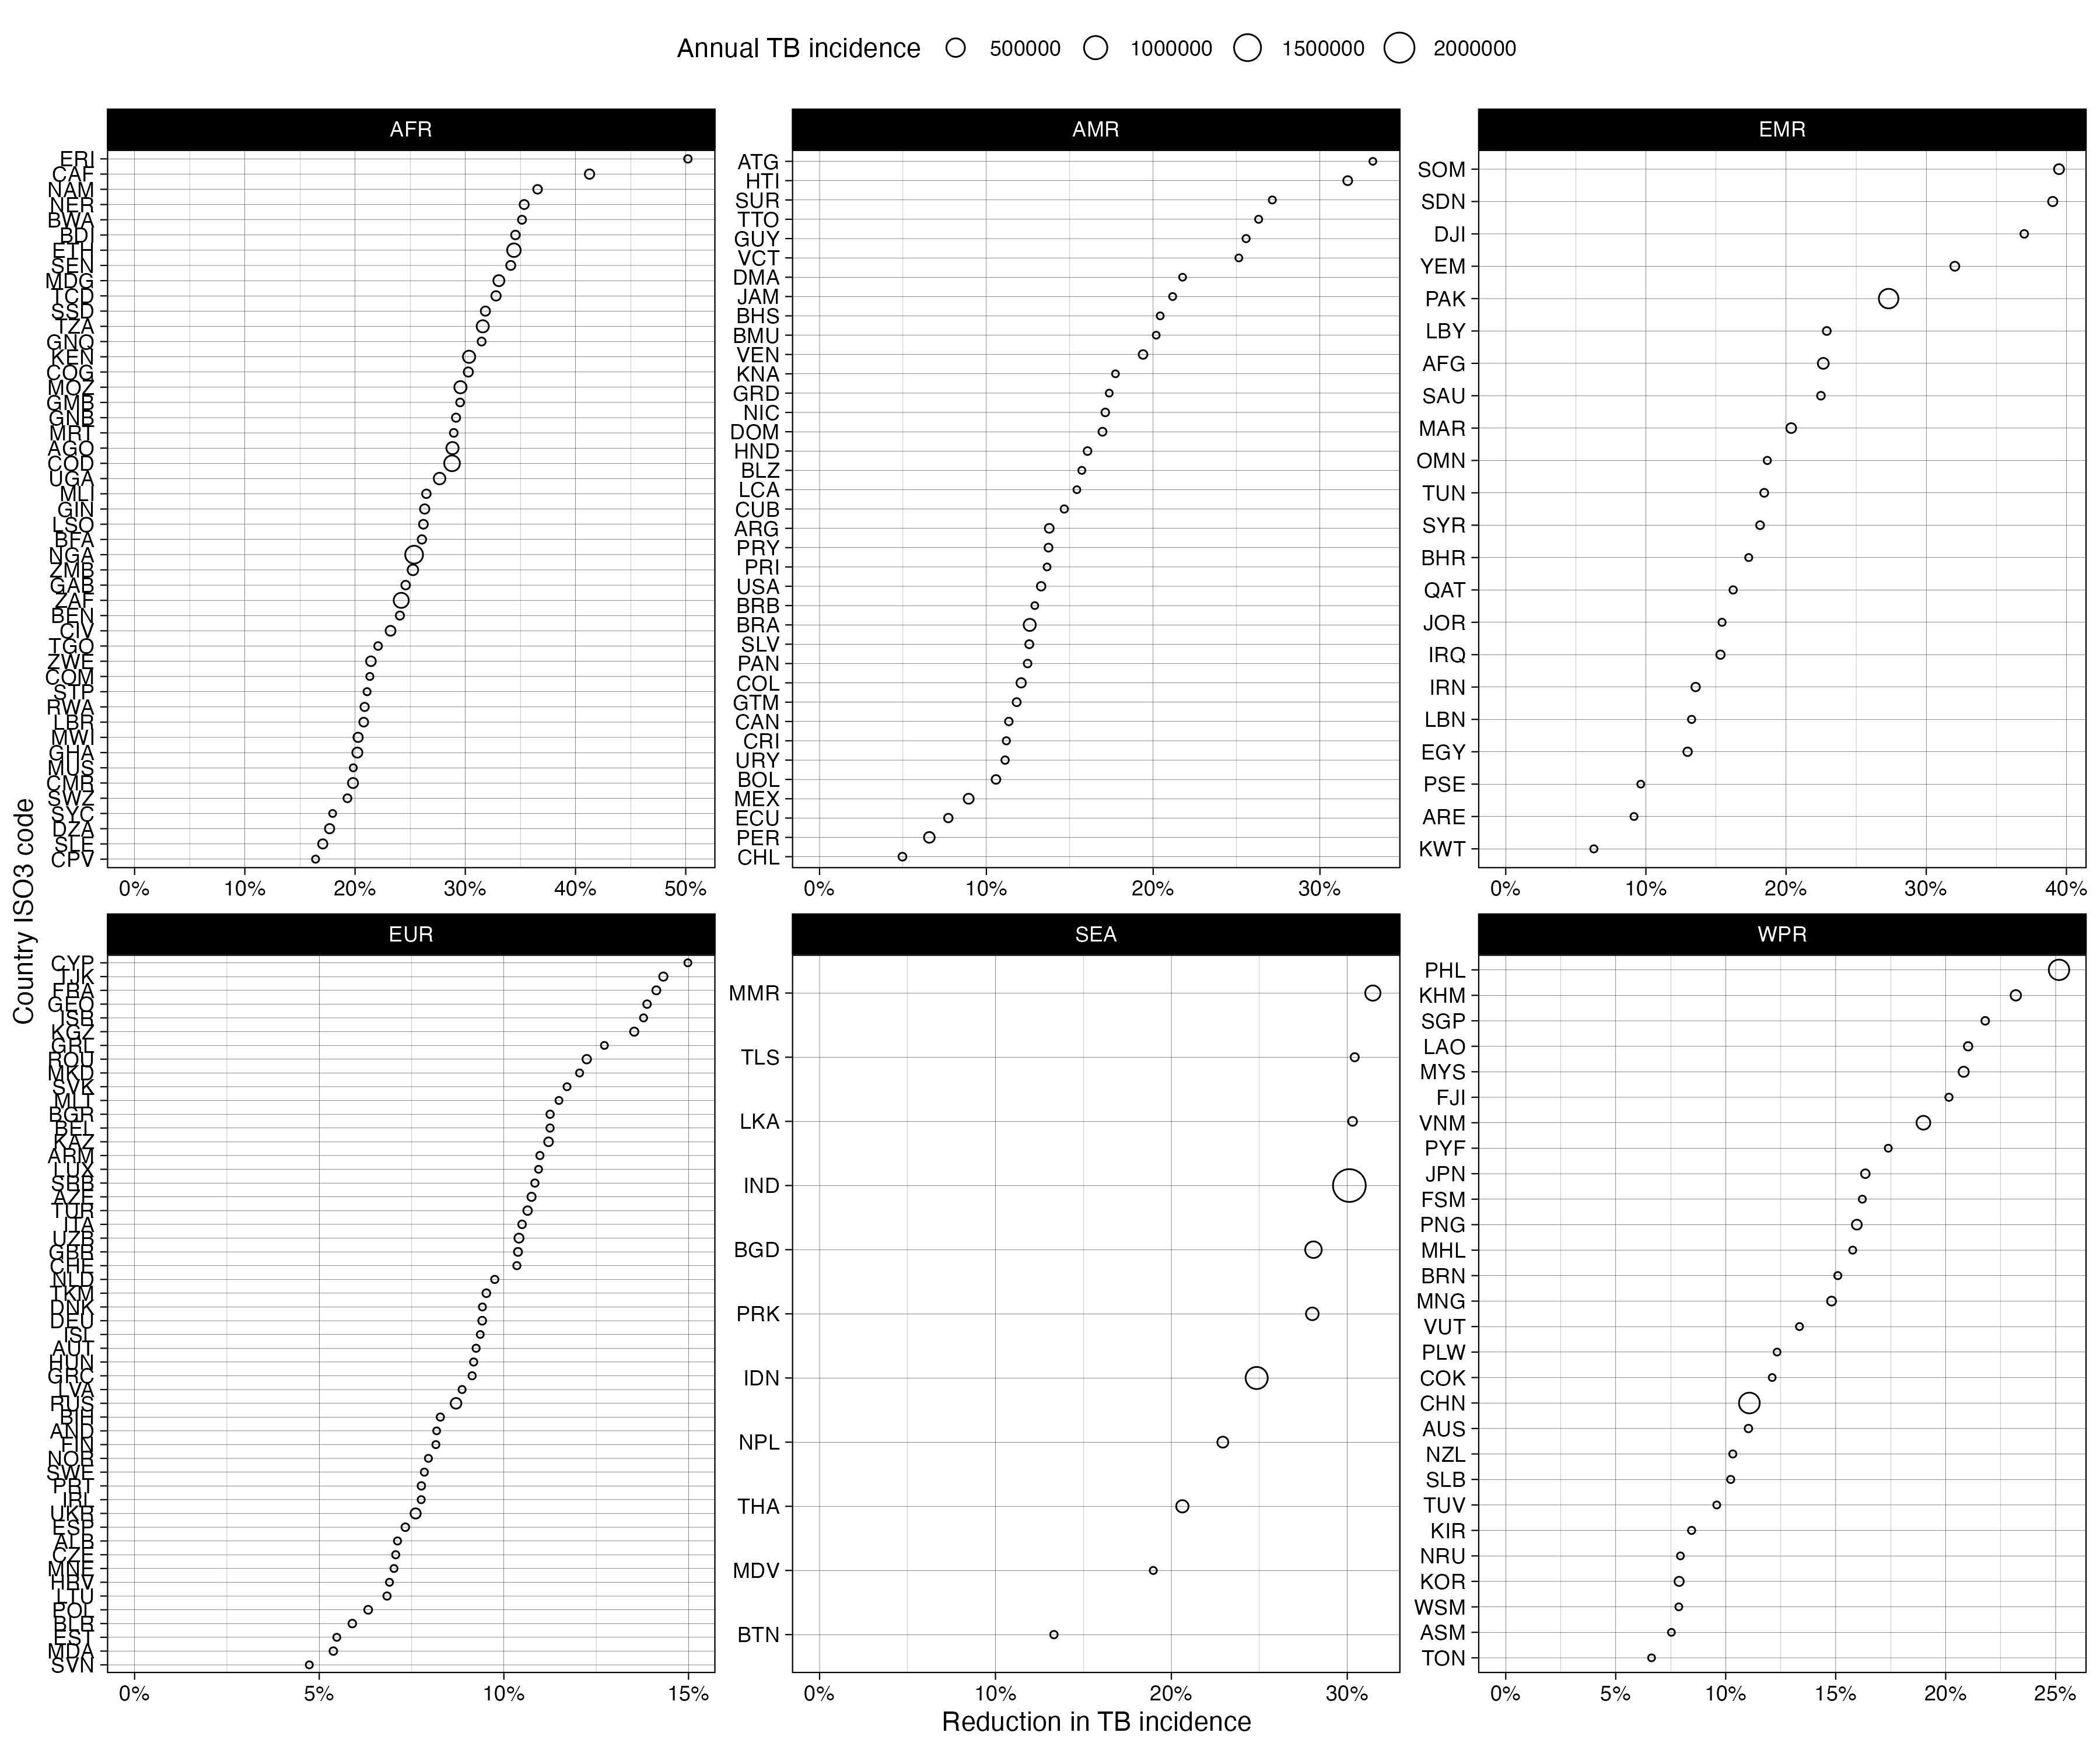 Annual TB incidence 500000 1000000 1500000 2000000
AFR
ERI
CAF
NAM
NER
BWA
BDI
ETH
SEN
MDG
TCD
SSD
TZA
GNQ
KEN
COG
MOZ
GMB
GNB
MRT
AGO
COD
UGA
MLI
GIN
LSO
BFA
NGA
ZMB
GAB
ZAF
BEN
CIV
TGO
ZWE
COM
STP
RWA
LBR
MWI
GHA
MUS
CMR
SWZ
SYC
DZA
SLE
CPV
0% 10% 20% 30% 40% 50%
AMR
ATG
HTI
SUR
TTO
GUY
VCT
DMA
JAM
BHS
BMU
VEN
KNA
GRD
NIC
DOM
HND
BLZ
LCA
CUB
ARG
PRY
PRI
USA
BRB
BRA
SLV
PAN
COL
GTM
CAN
CRI
URY
BOL
MEX
ECU
PER
CHL
0% 10% 20% 30%
EMR
SOM
SDN
DJI
YEM
PAK
LBY
AFG
SAU
MAR
OMN
TUN
SYR
BHR
QAT
JOR
IRQ
IRN
LBN
EGY
PSE
ARE
KWT
0% 10% 20% 30% 40%
Country ISO3 code
EUR
CYP
TJK
FRA
GEO
ISR
KGZ
GRL
ROU
MKD
SVK
MLT
BGR
BEL
KAZ
ARM
LUX
SRB
AZE
TUR
ITA
UZB
GBR
CHE
NLD
TKM
DNK
DEU
ISL
AUT
HUN
GRC
LVA
RUS
BIH
AND
FIN
NOR
SWE
PRT
IRL
UKR
ESP
ALB
CZE
MNE
HRV
LTU
POL
BLR
EST
MDA
SVN
0% 5% 10% 15%
SEA
MMR
TLS
LKA
IND
BGD
PRK
IDN
NPL
THA
MDV
BTN
0% 10% 20% 30%
WPR
PHL
KHM
SGP
LAO
MYS
FJI
VNM
PYF
JPN
FSM
PNG
MHL
BRN
MNG
VUT
PLW
COK
CHN
AUS
NZL
SLB
TUV
KIR
NRU
KOR
WSM
ASM
TON
0% 5% 10% 15% 20% 25%
Reduction in TB incidence